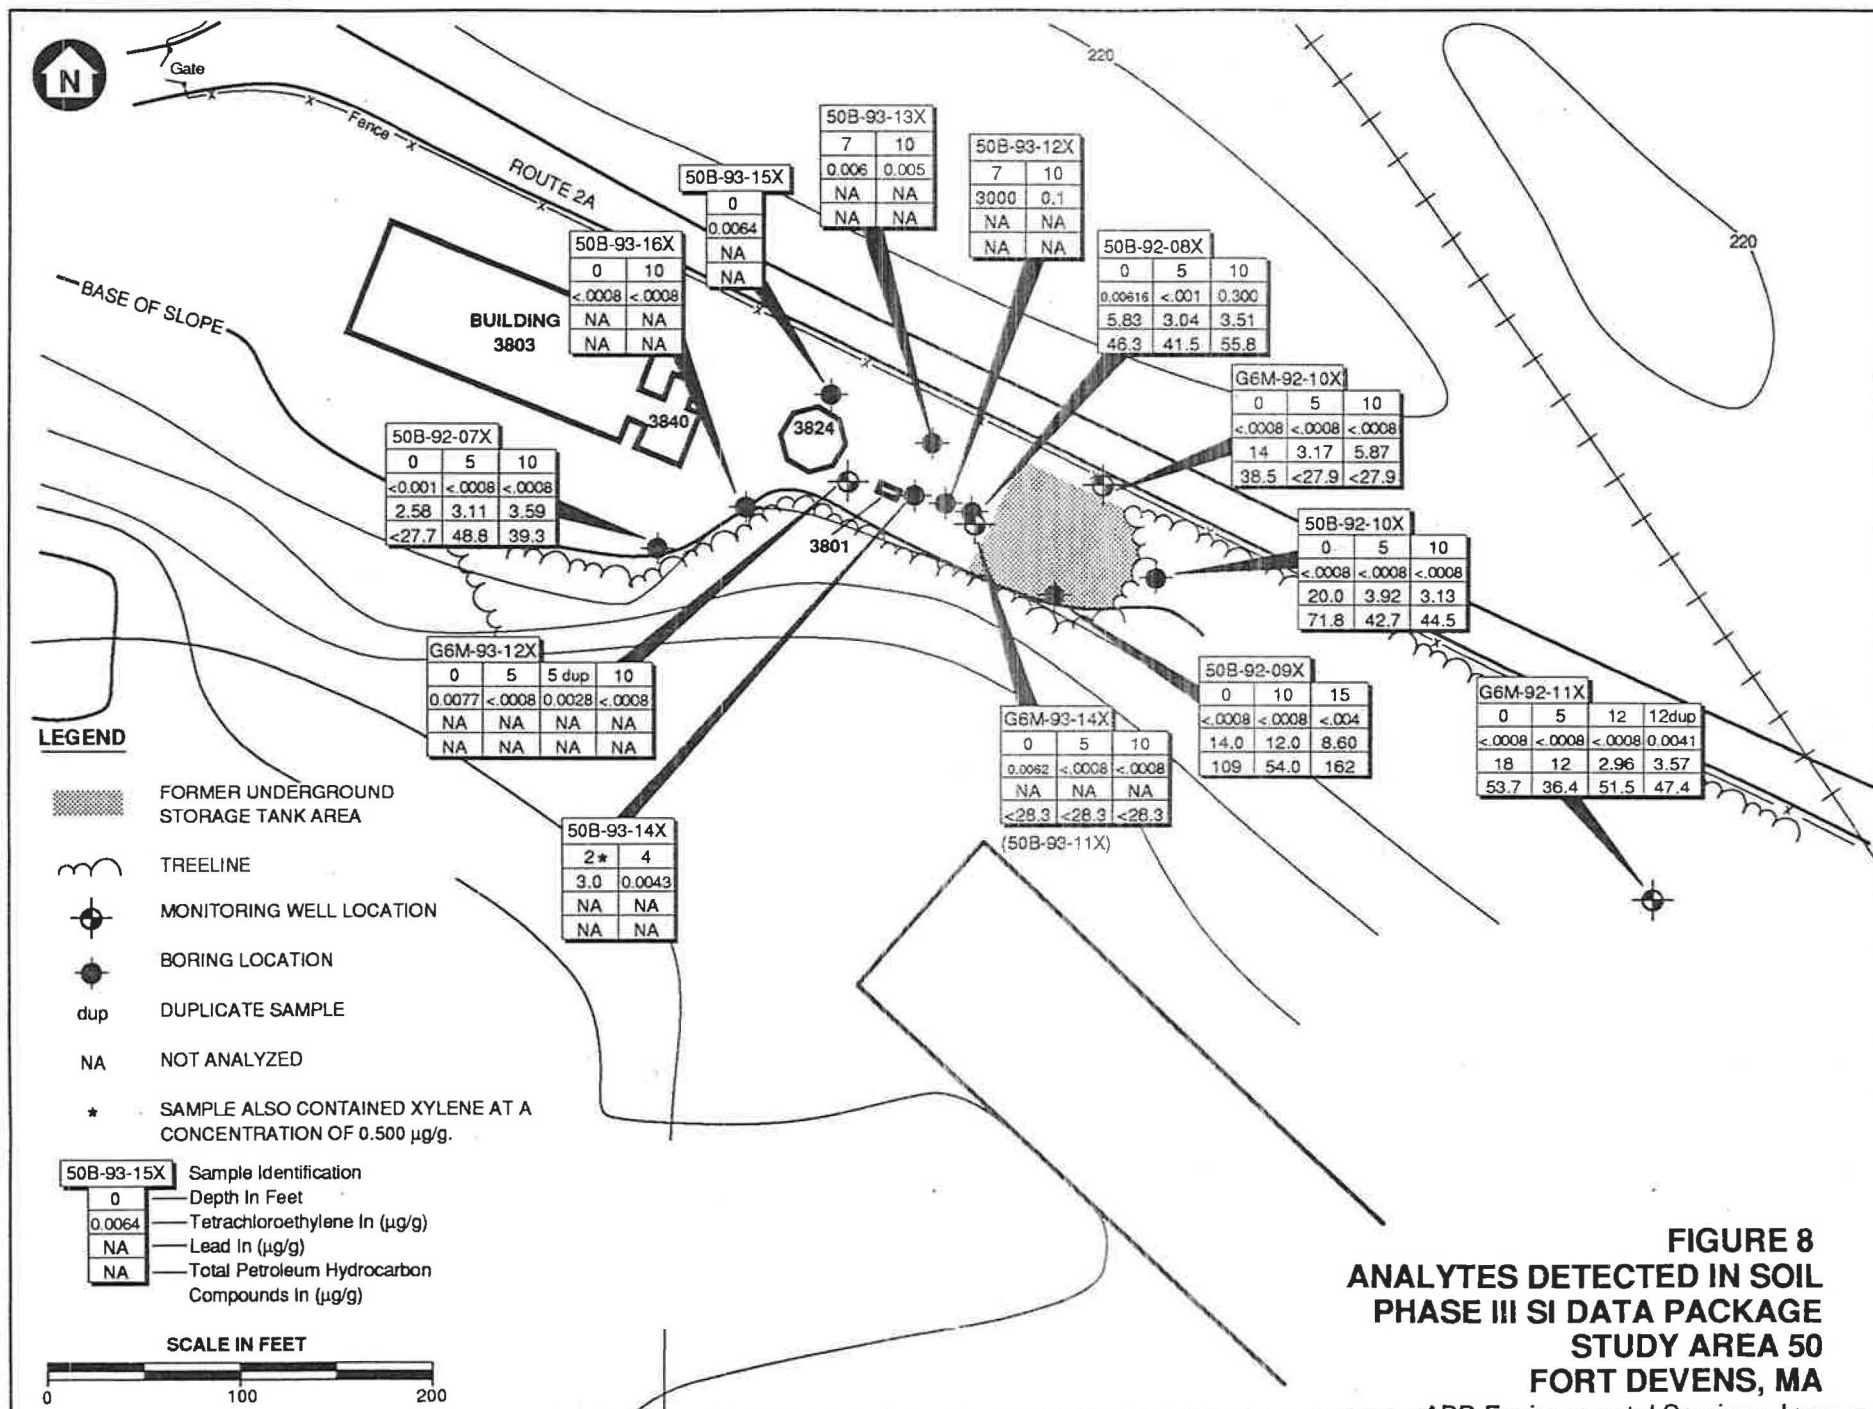 N
Gate
Fence
ROUTE 2A
220
220
BASE OF SLOPE
BUILDING
3803
3840
3824
3801
50B-93-13X
7 10
0.006 0.005
NA NA
NA NA
50B-93-12X
7 10
3000 0.1
NA NA
NA NA
50B-93-15X
0
0.0064
NA
NA
50B-93-16X
0 10
<.0008 <.0008
NA NA
NA NA
50B-92-08X
0 5 10
0.00616 <.001 0.300
5.83 3.04 3.51
46.3 41.5 55.8
G6M-92-10X
0 5 10
<.0008 <.0008 <.0008
14 3.17 5.87
38.5 <27.9 <27.9
50B-92-07X
0 5 10
<0.001 <.0008 <.0008
2.58 3.11 3.59
<27.7 48.8 39.3
50B-92-10X
0 5 10
<.0008 <.0008 <.0008
20.0 3.92 3.13
71.8 42.7 44.5
G6M-93-12X
0 5 5 dup 10
0.0077 <.0008 0.0028 <.0008
NA NA NA NA
NA NA NA NA
50B-92-09X
0 10 15
<.0008 <.0008 <.004
14.0 12.0 8.60
109 54.0 162
G6M-92-11X
0 5 12 12dup
<.0008 <.0008 <.0008 0.0041
18 12 2.96 3.57
53.7 36.4 51.5 47.4
G6M-93-14X
0 5 10
0.0062 <.0008 <.0008
NA NA NA
<28.3 <28.3 <28.3
(50B-93-11X)
50B-93-14X
2* 4
3.0 0.0043
NA NA
NA NA
LEGEND
FORMER UNDERGROUND
STORAGE TANK AREA
TREELINE
MONITORING WELL LOCATION
BORING LOCATION
dup DUPLICATE SAMPLE
NA NOT ANALYZED
* SAMPLE ALSO CONTAINED XYLENE AT A
CONCENTRATION OF 0.500 µg/g.
50B-93-15X Sample Identification
0 Depth In Feet
0.0064 Tetrachloroethylene In (µg/g)
NA Lead In (µg/g)
NA Total Petroleum Hydrocarbon
Compounds In (µg/g)
SCALE IN FEET
0 100 200
FIGURE 8
ANALYTES DETECTED IN SOIL
PHASE III SI DATA PACKAGE
STUDY AREA 50
FORT DEVENS, MA